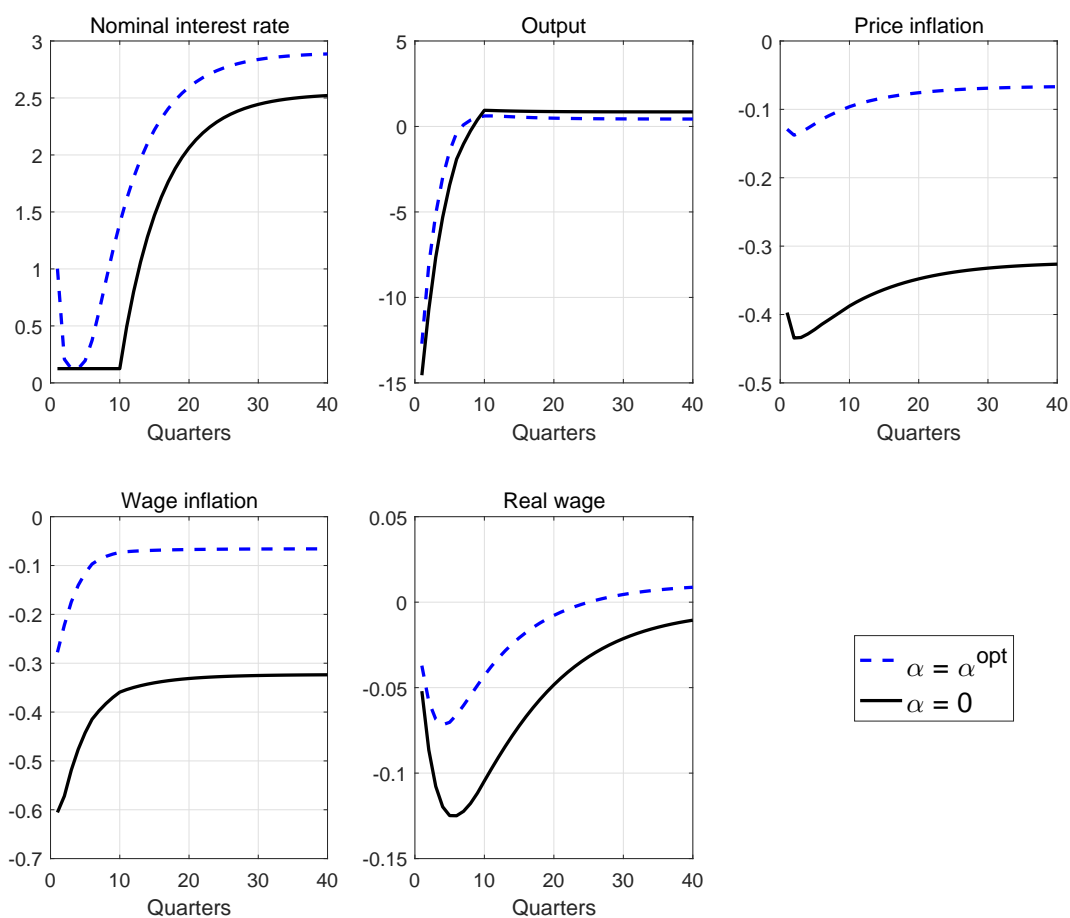 Nominal interest rate
3
2.5
2
1.5
1
0.5
0
0 10 20 30 40
Quarters
Output
5
0
-5
-10
-15
0 10 20 30 40
Quarters
Price inflation
0
-0.1
-0.2
-0.3
-0.4
-0.5
0 10 20 30 40
Quarters
Wage inflation
0
-0.1
-0.2
-0.3
-0.4
-0.5
-0.6
-0.7
0 10 20 30 40
Quarters
Real wage
0.05
0
-0.05
-0.1
-0.15
0 10 20 30 40
Quarters
α = α^opt
α = 0